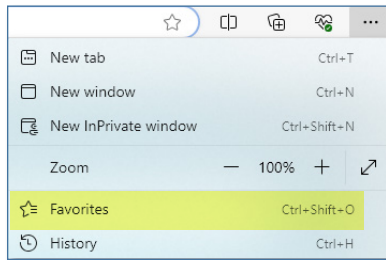 New tab Ctrl+T
New window Ctrl+N
New InPrivate window Ctrl+Shift+N
Zoom — 100% +
Favorites Ctrl+Shift+O
History Ctrl+H